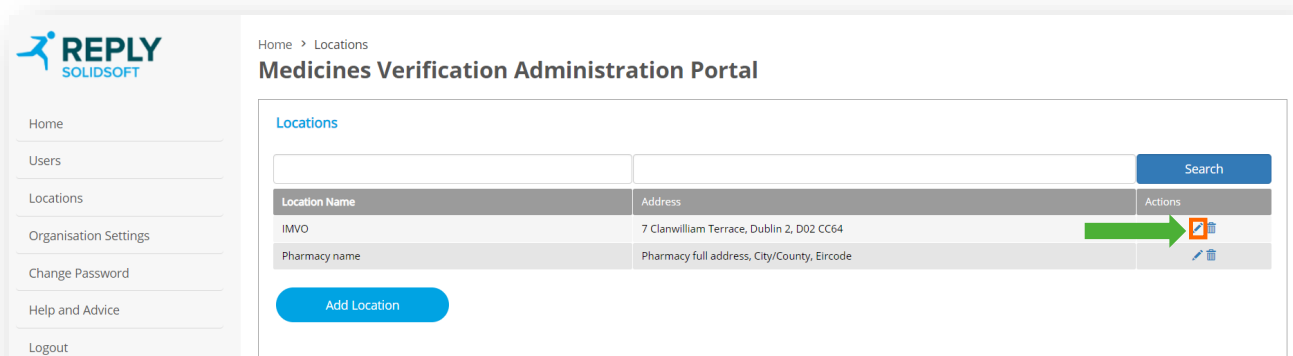 REPLY
SOLIDSOFT
Home
Users
Locations
Organisation Settings
Change Password
Help and Advice
Logout
Home > Locations
Medicines Verification Administration Portal
Locations
Search
Location Name Address Actions
IMVO 7 Clanwilliam Terrace, Dublin 2, D02 CC64
Pharmacy name Pharmacy full address, City/County, Eircode
Add Location